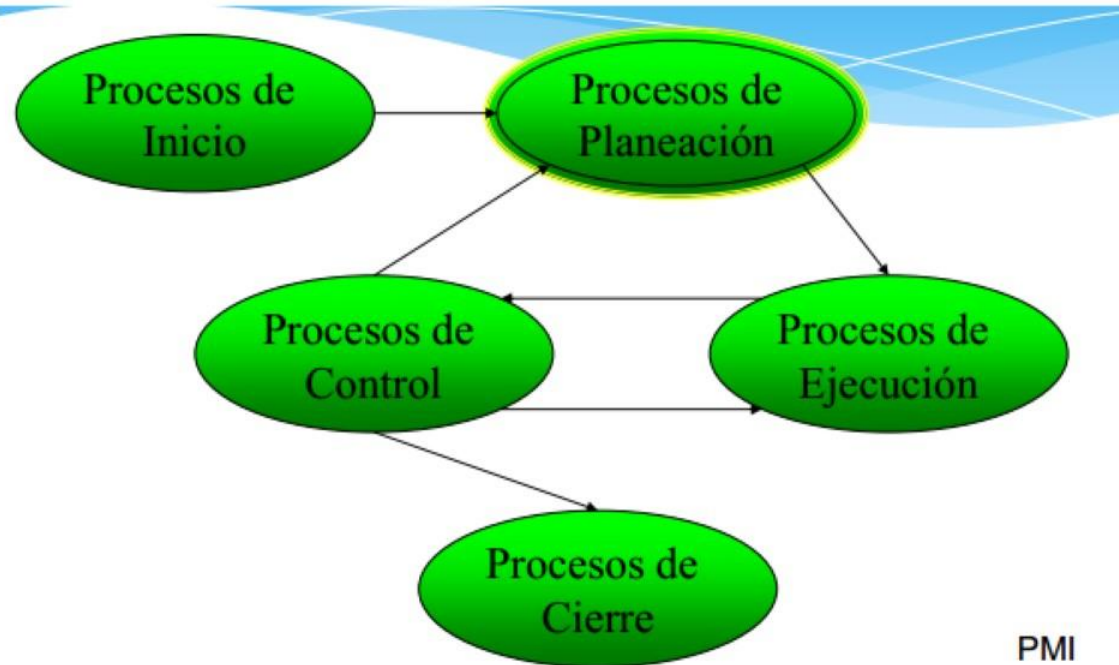 Procesos de
Inicio
Procesos de
Planeación
Procesos de
Control
Procesos de
Ejecución
Procesos de
Cierre
PMI